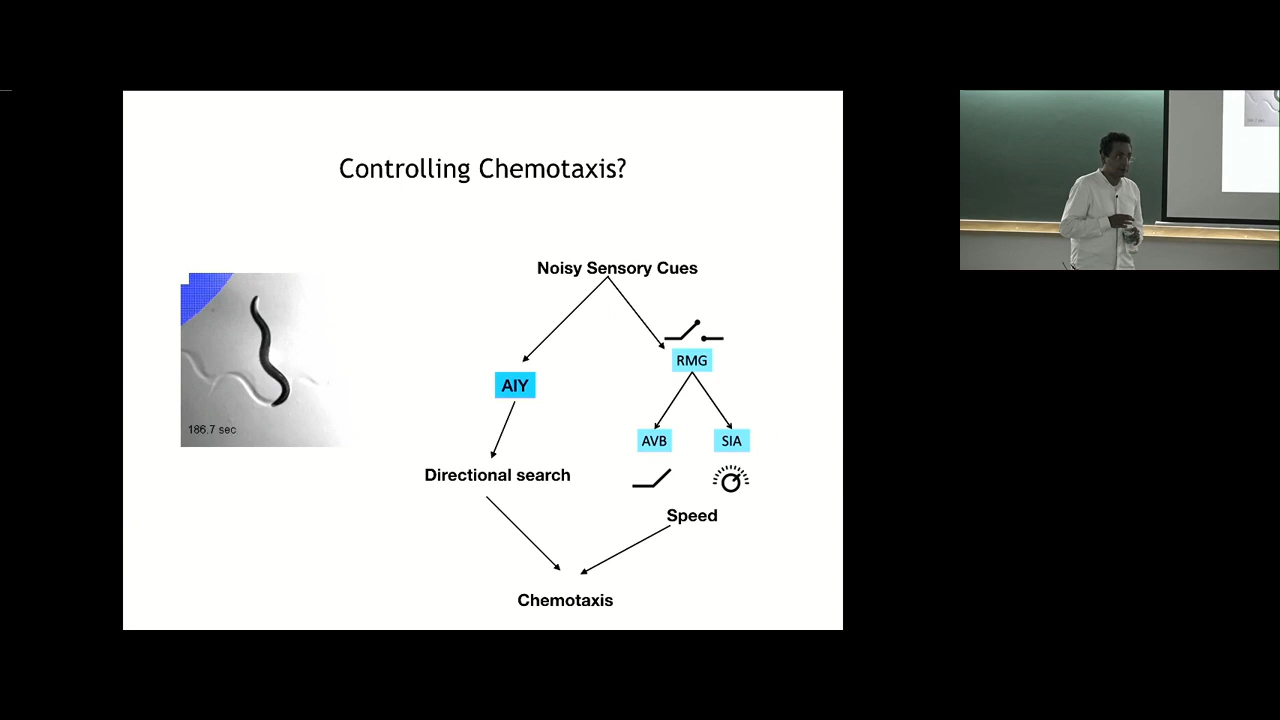 Controlling Chemotaxis?
Noisy Sensory Cues
RMG
AIY
AVB
SIA
186.7 sec
Directional search
Speed
Chemotaxis